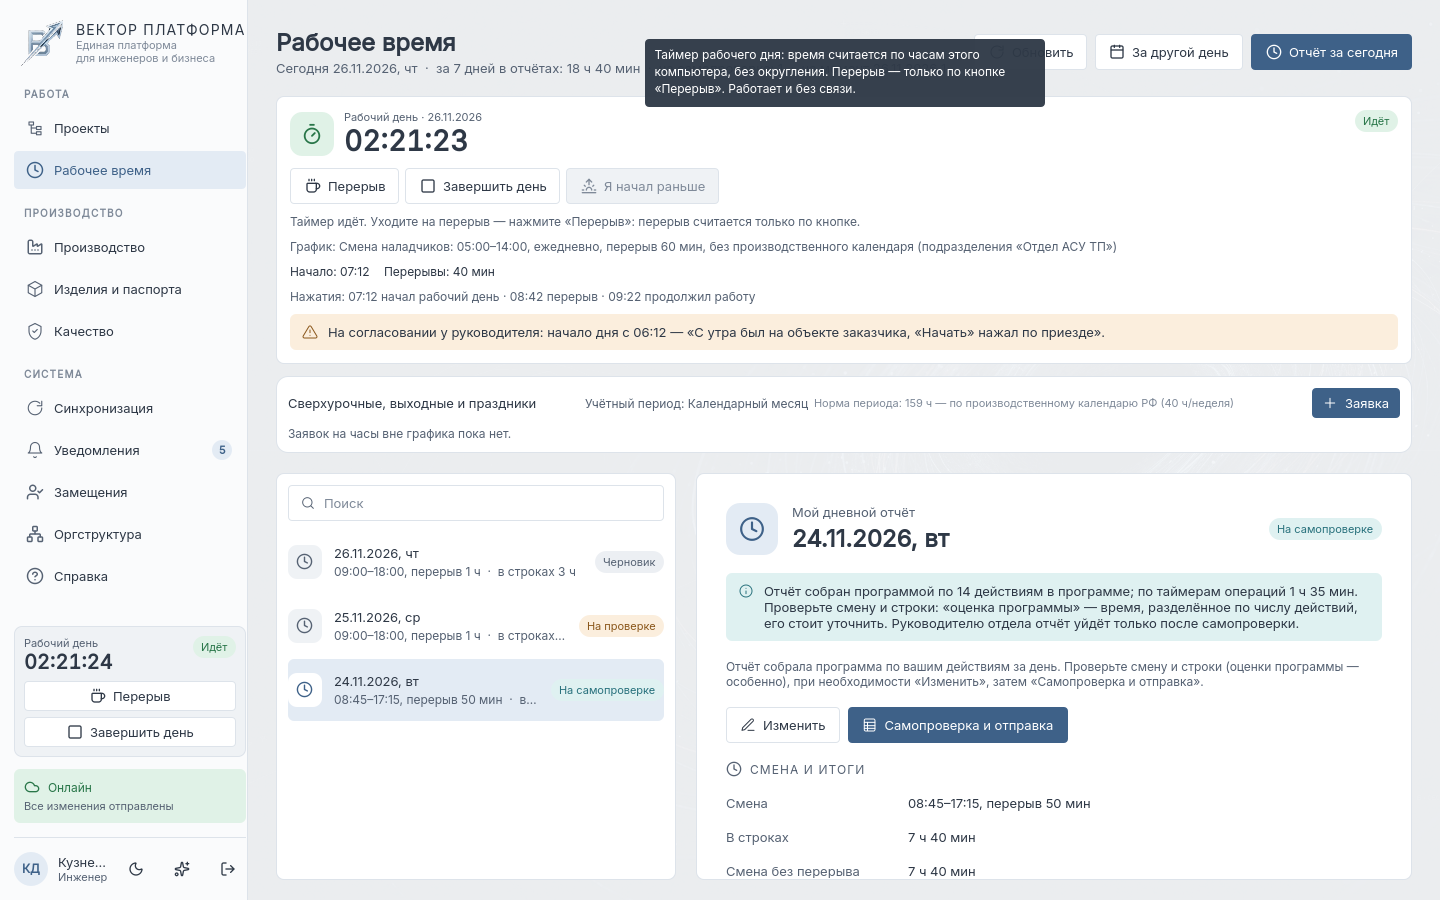 ВЕКТОР ПЛАТФОРМА
Единая платформа
для инженеров и бизнеса
РАБОТА
Проекты
Рабочее время
ПРОИЗВОДСТВО
Производство
Изделия и паспорта
Качество
СИСТЕМА
Синхронизация
Уведомления 5
Замещения
Оргструктура
Справка
Рабочий день Идёт
02:21:24
Перерыв
Завершить день
Онлайн
Все изменения отправлены
КД Кузне...
Инженер
Рабочее время
Сегодня 26.11.2026, чт · за 7 дней в отчётах: 18 ч 40 мин
Таймер рабочего дня: время считается по часам этого
компьютера, без округления. Перерыв — только по кнопке
«Перерыв». Работает и без связи.
Обновить За другой день Отчёт за сегодня
Рабочий день · 26.11.2026
02:21:23
Идёт
Перерыв Завершить день Я начал раньше
Таймер идёт. Уходите на перерыв — нажмите «Перерыв»: перерыв считается только по кнопке.
График: Смена наладчиков: 05:00–14:00, ежедневно, перерыв 60 мин, без производственного календаря (подразделения «Отдел АСУ ТП»)
Начало: 07:12 Перерывы: 40 мин
Нажатия: 07:12 начал рабочий день · 08:42 перерыв · 09:22 продолжил работу
На согласовании у руководителя: начало дня с 06:12 — «С утра был на объекте заказчика, «Начать» нажал по приезде».
Сверхурочные, выходные и праздники Учётный период: Календарный месяц Норма периода: 159 ч — по производственному календарю РФ (40 ч/неделя) Заявка
Заявок на часы вне графика пока нет.
Поиск
26.11.2026, чт
09:00–18:00, перерыв 1 ч · в строках 3 ч
Черновик
25.11.2026, ср
09:00–18:00, перерыв 1 ч · в строках...
На проверке
24.11.2026, вт
08:45–17:15, перерыв 50 мин · в...
На самопроверке
Мой дневной отчёт
24.11.2026, вт
На самопроверке
Отчёт собран программой по 14 действиям в программе; по таймерам операций 1 ч 35 мин.
Проверьте смену и строки: «оценка программы» — время, разделённое по числу действий,
его стоит уточнить. Руководителю отдела отчёт уйдёт только после самопроверки.
Отчёт собрала программа по вашим действиям за день. Проверьте смену и строки (оценки программы —
особенно), при необходимости «Изменить», затем «Самопроверка и отправка».
Изменить Самопроверка и отправка
СМЕНА И ИТОГИ
Смена 08:45–17:15, перерыв 50 мин
В строках 7 ч 40 мин
Смена без перерыва 7 ч 40 мин